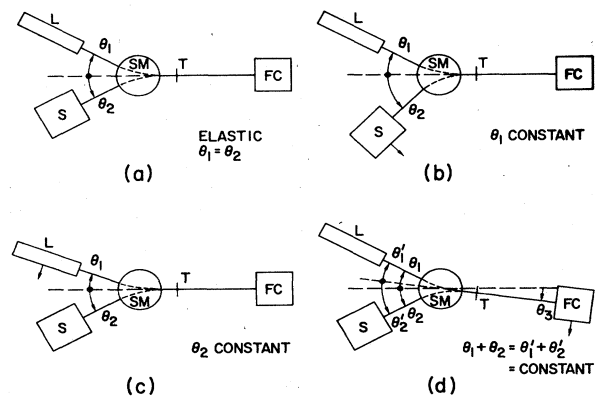 L
θ₁
SM
T
FC
θ₂
S
ELASTIC
θ₁ = θ₂
(a)
L
θ₁
SM
T
FC
θ₂
S
θ₁ CONSTANT
(b)
L
θ₁
SM
T
FC
θ₂
S
θ₂ CONSTANT
(c)
L
θ₁′ θ₁
SM
T
FC
θ₃
θ₂′ θ₂
S
θ₁ + θ₂ = θ₁′ + θ₂′
= CONSTANT
(d)